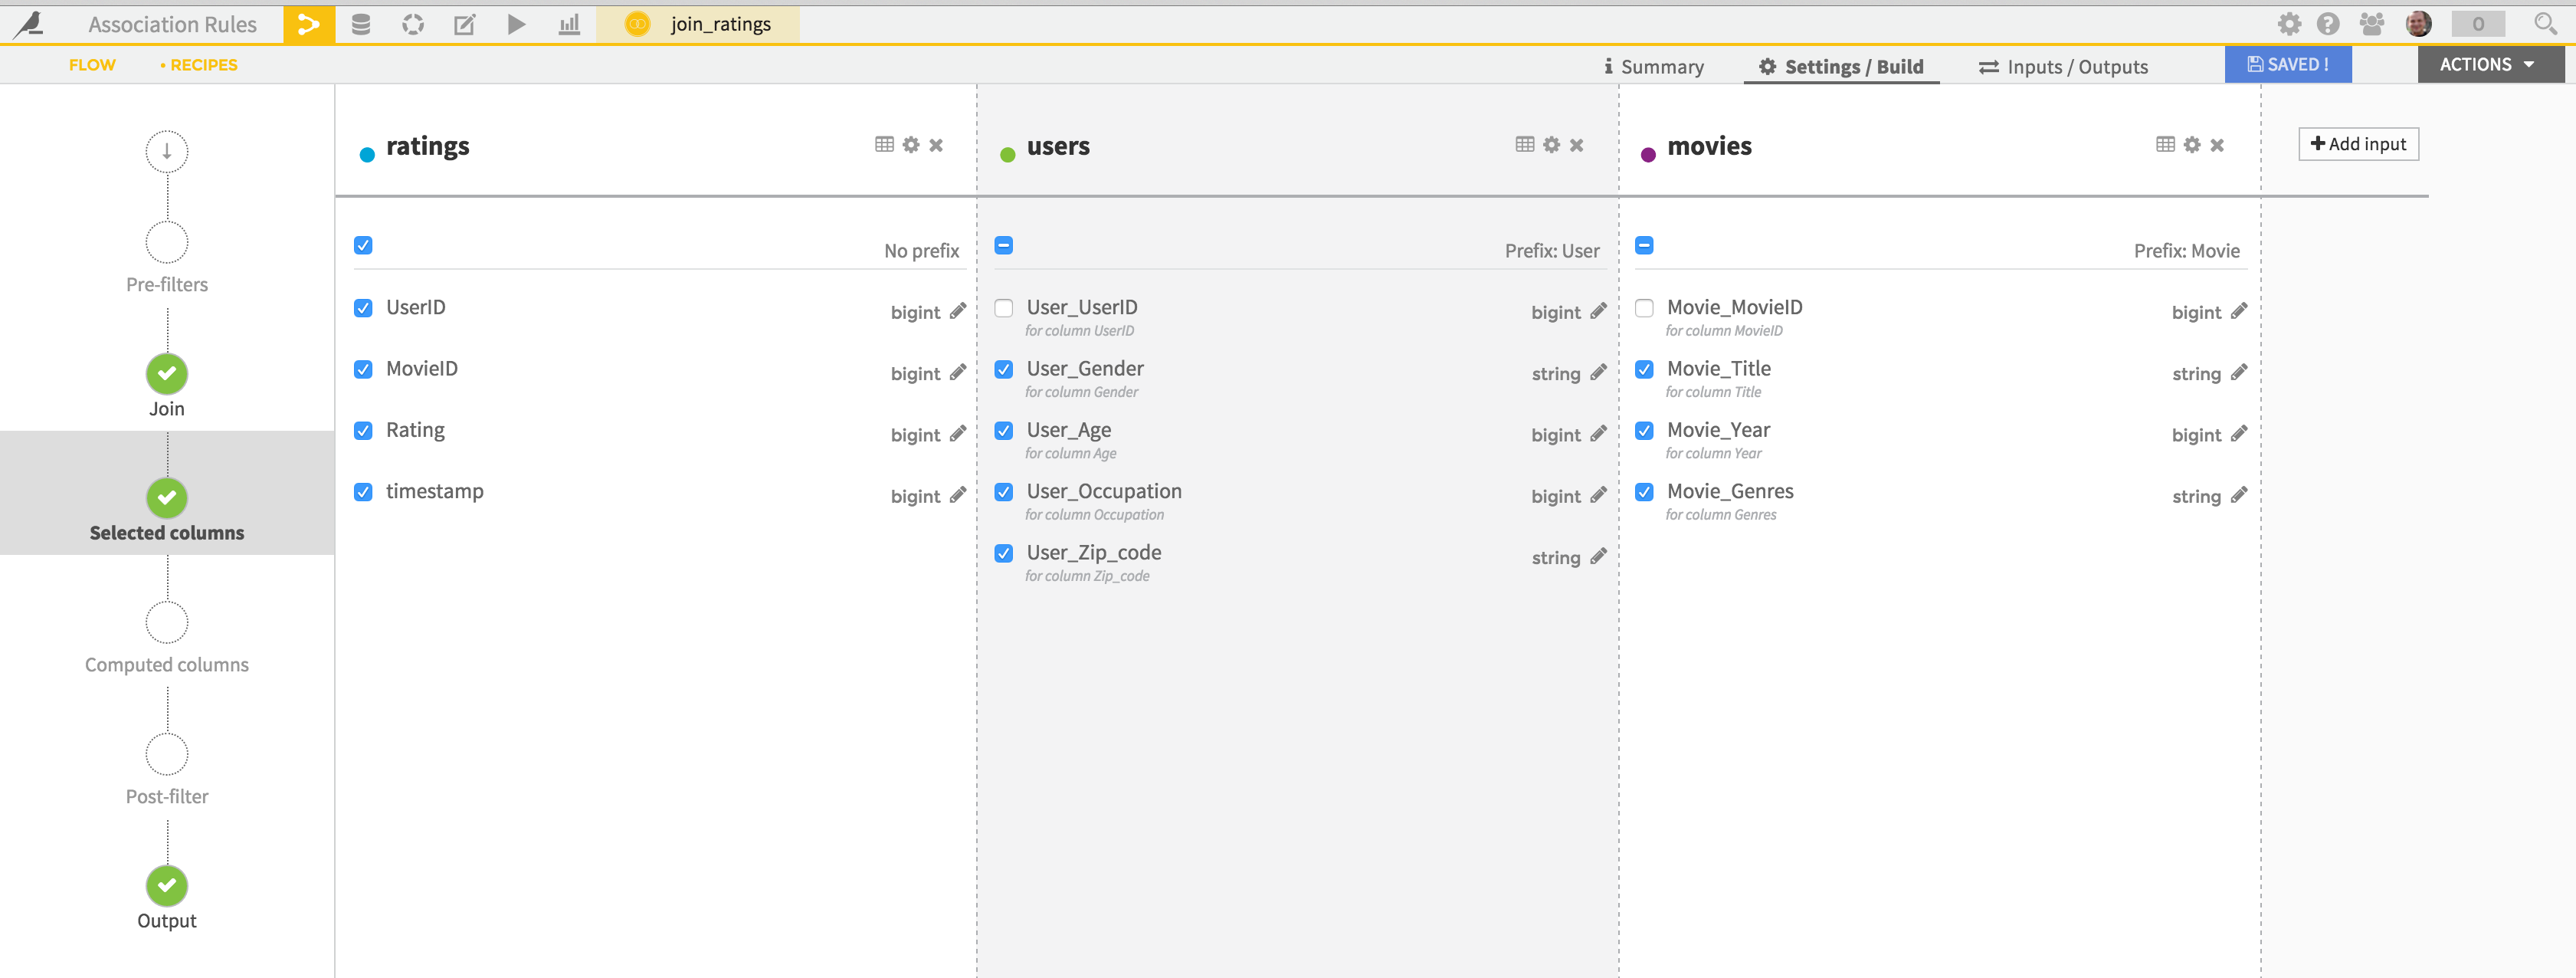 Association Rules
join_ratings
0
FLOW
• RECIPES
Summary
Settings / Build
Inputs / Outputs
SAVED !
ACTIONS
Pre-filters
Join
Selected columns
Computed columns
Post-filter
Output
ratings
No prefix
UserID
bigint
MovieID
bigint
Rating
bigint
timestamp
bigint
users
Prefix: User
User_UserID
bigint
for column UserID
User_Gender
string
for column Gender
User_Age
bigint
for column Age
User_Occupation
bigint
for column Occupation
User_Zip_code
string
for column Zip_code
movies
Prefix: Movie
Movie_MovieID
bigint
for column MovieID
Movie_Title
string
for column Title
Movie_Year
bigint
for column Year
Movie_Genres
string
for column Genres
Add input